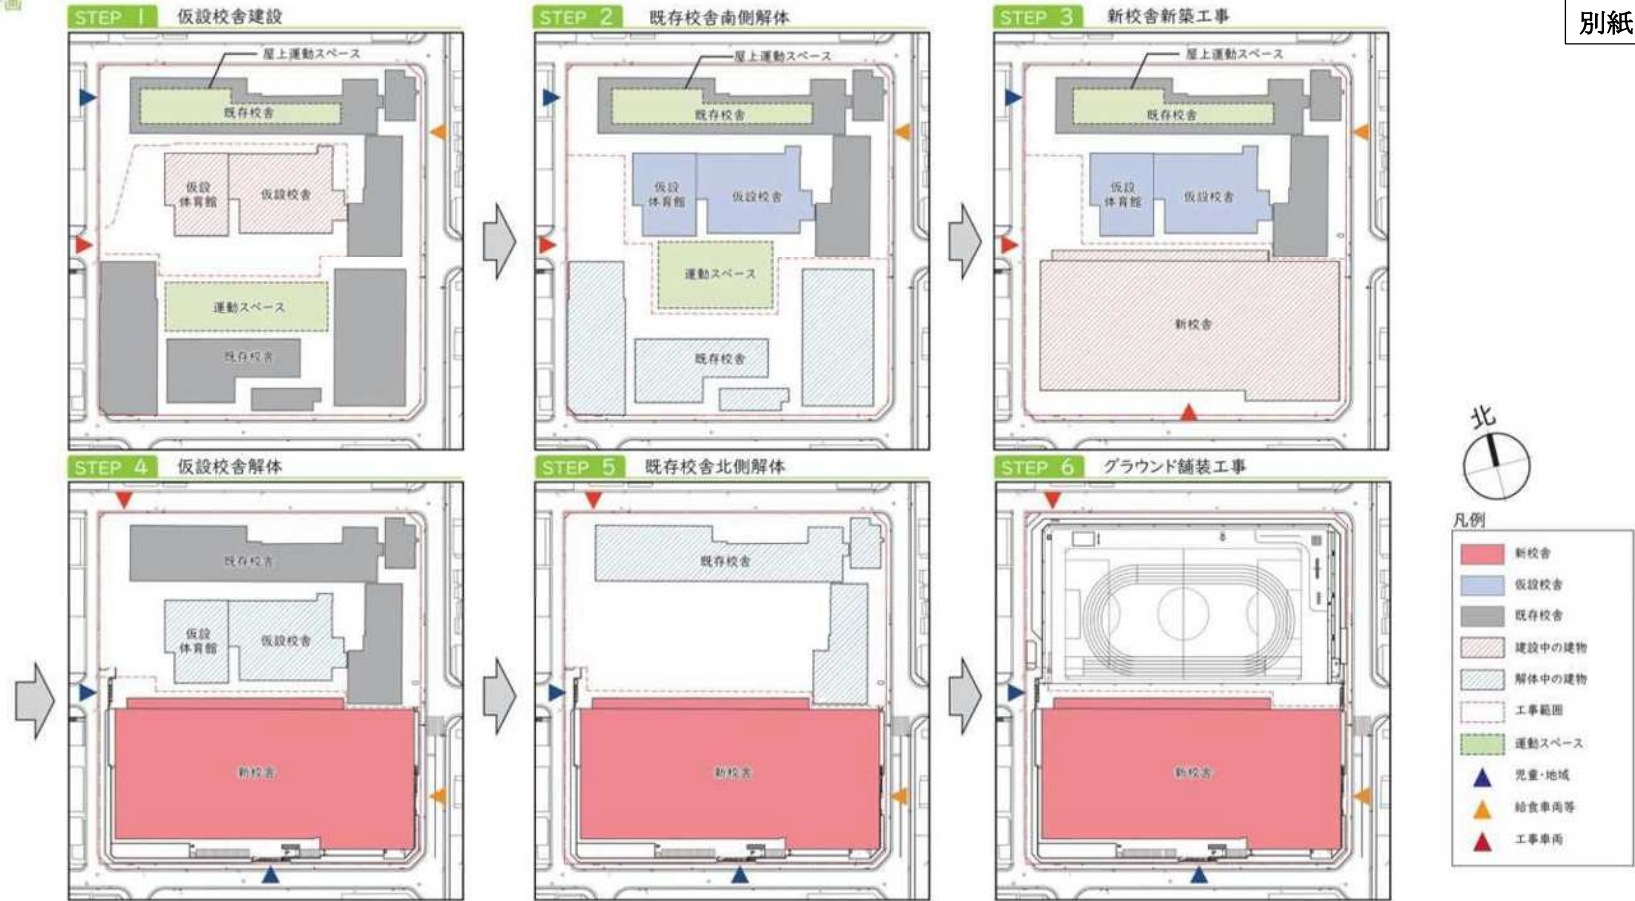 画
別紙
STEP 1 仮設校舎建設
屋上運動スペース
既存校舎
仮設
体育館
仮設校舎
運動スペース
既存校舎
STEP 2 既存校舎南側解体
屋上運動スペース
既存校舎
仮設
体育館
仮設校舎
運動スペース
既存校舎
STEP 3 新校舎新築工事
屋上運動スペース
既存校舎
仮設
体育館
仮設校舎
新校舎
STEP 4 仮設校舎解体
既存校舎
仮設
体育館
仮設校舎
新校舎
STEP 5 既存校舎北側解体
既存校舎
新校舎
STEP 6 グラウンド舗装工事
新校舎
北
凡例
新校舎
仮設校舎
既存校舎
建設中の建物
解体中の建物
工事範囲
運動スペース
児童・地域
給食車両等
工事車両